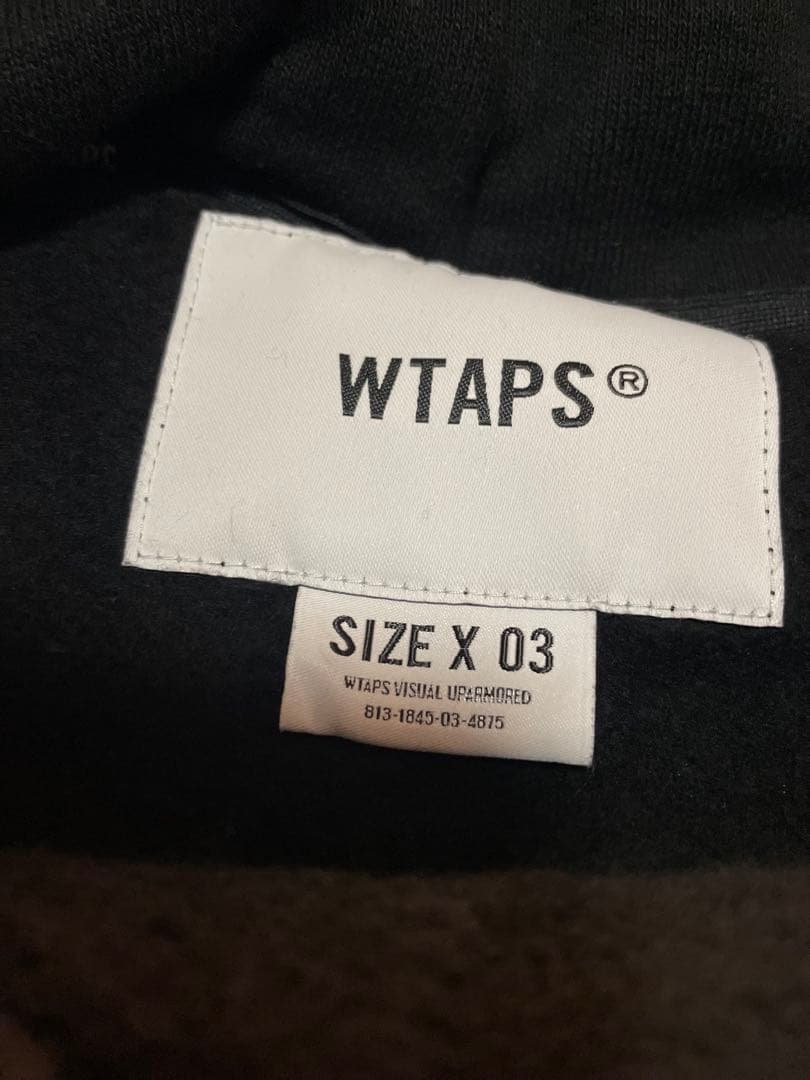 WTAPS®
SIZE X 03
WTAPS VISUAL UPARMORED
813-1845-03-4875